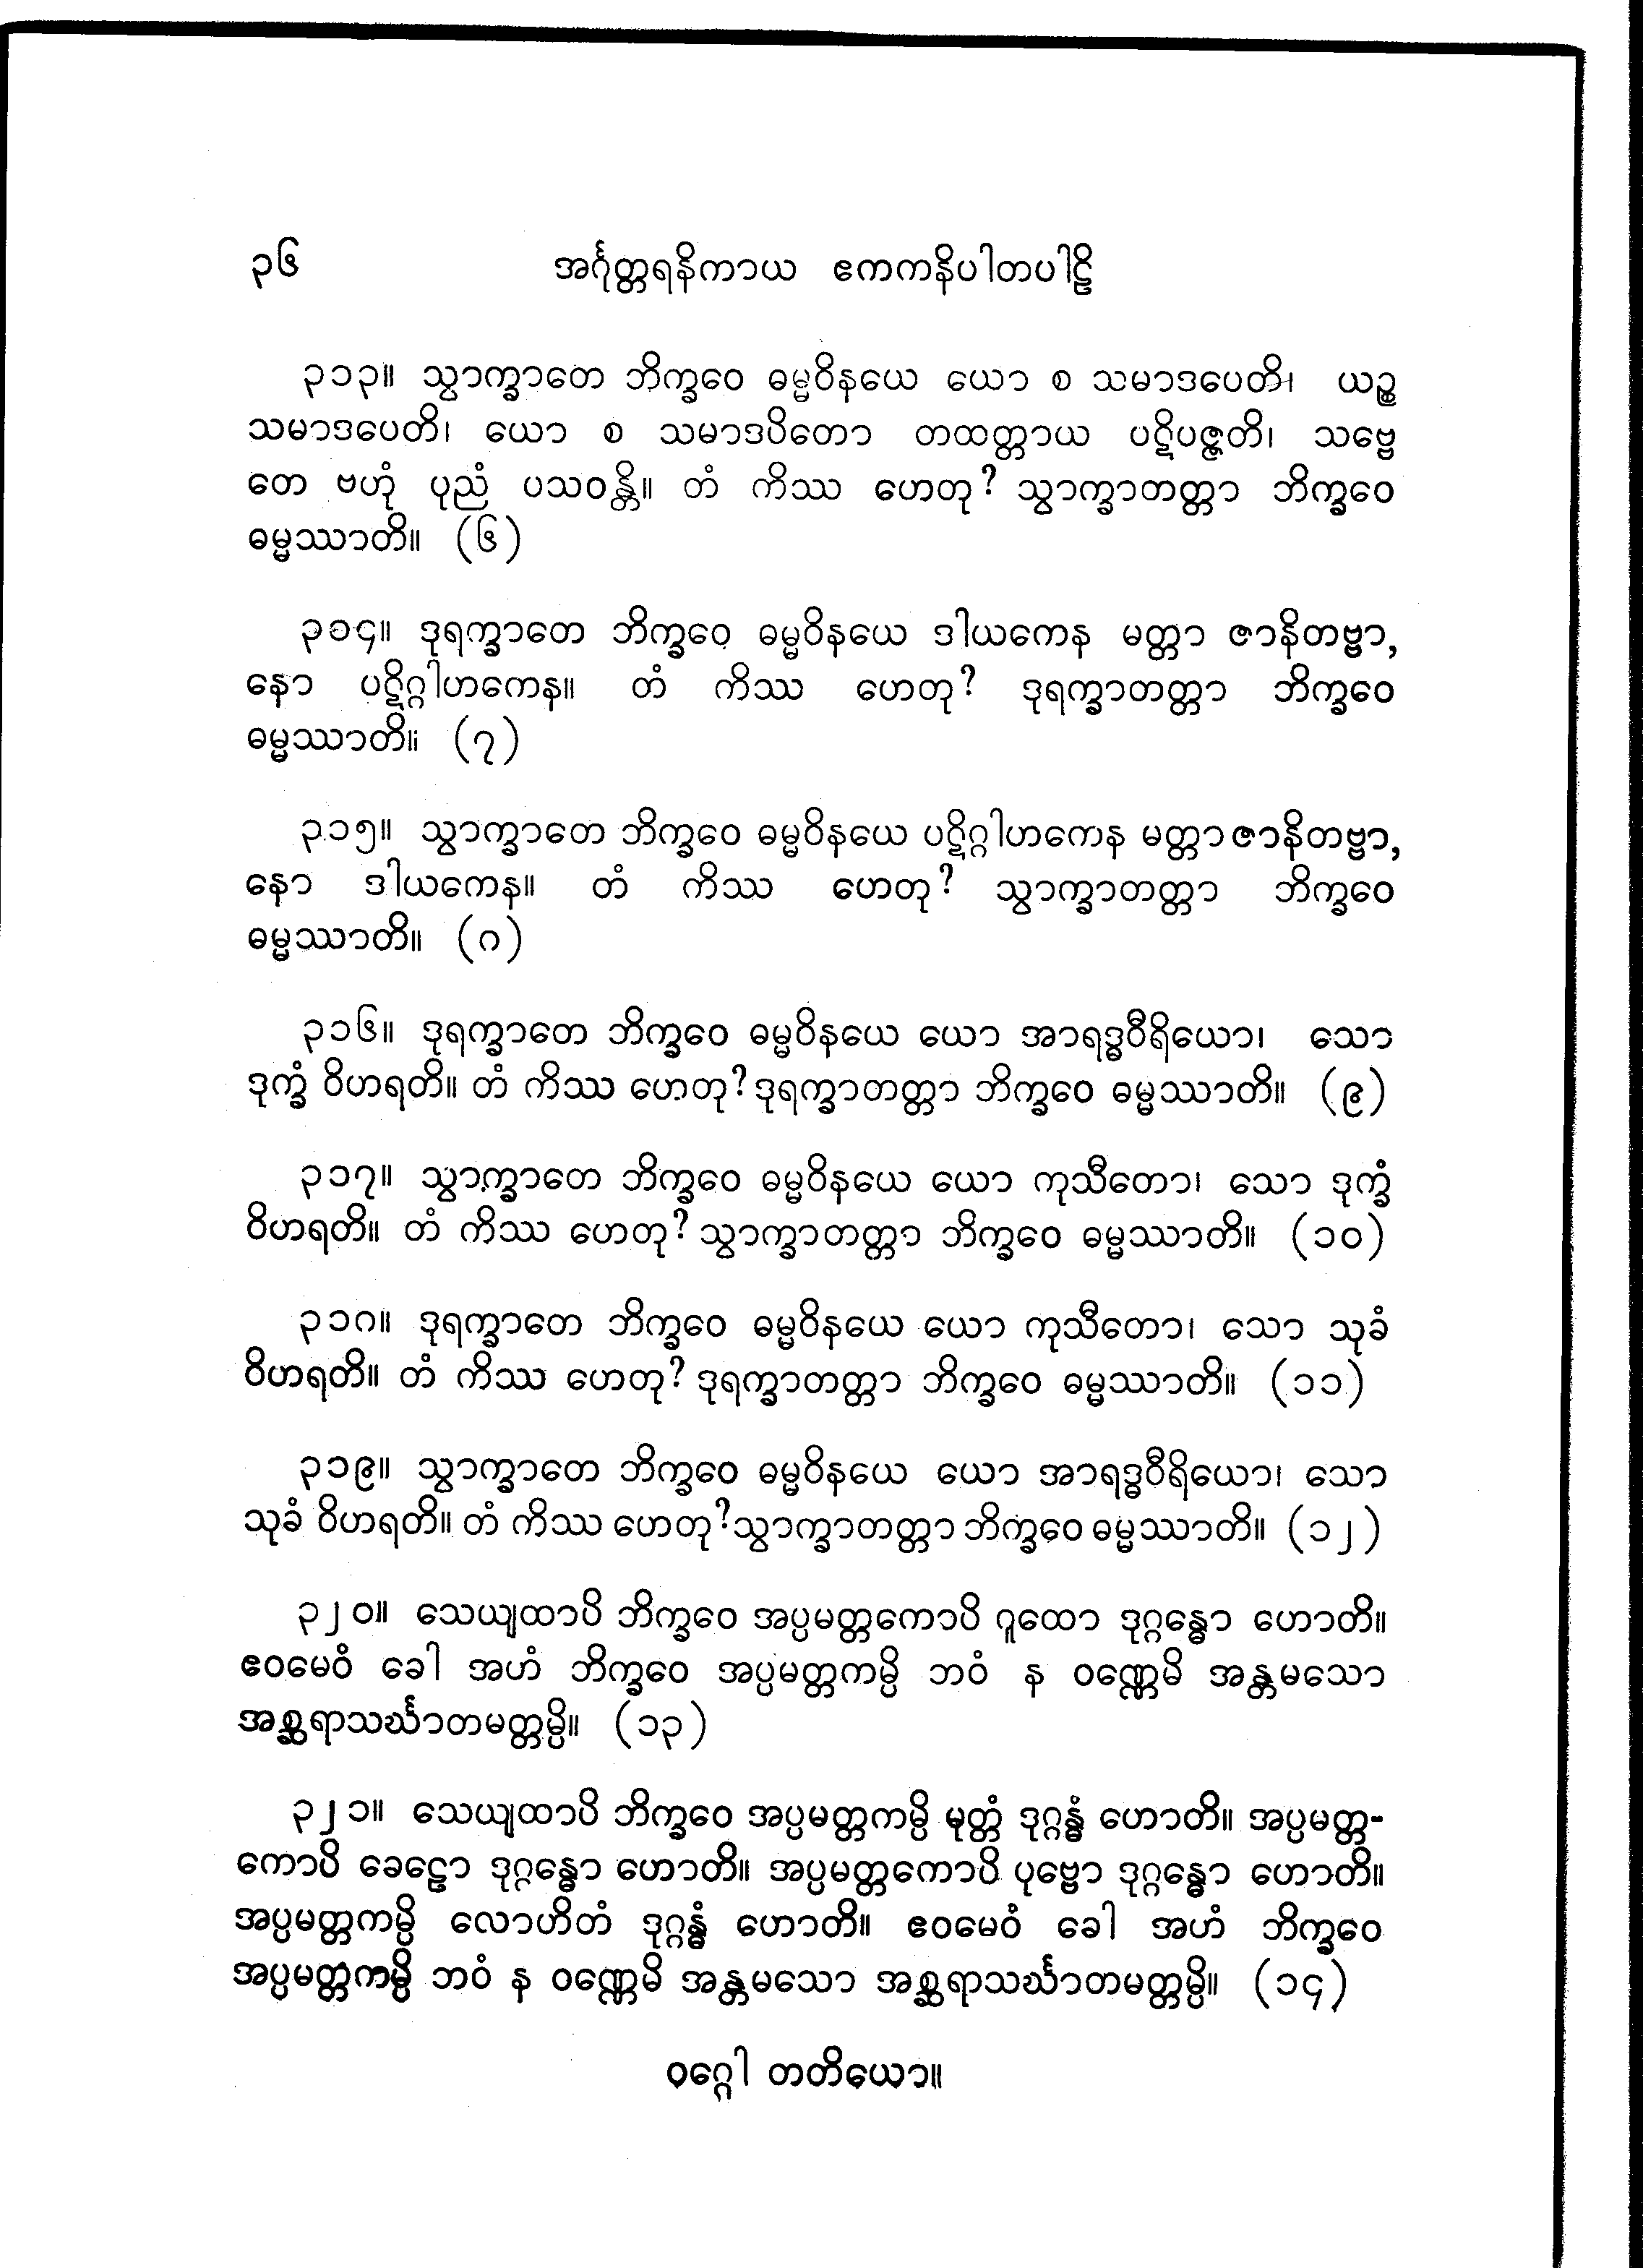 ၃၆ အင်္ဂုတ္တရနိကာယ ဧကကနိပါတပါဠိ
၃၁၃။ သွာက္ခာတေ ဘိက္ခဝေ ဓမ္မဝိနယေ ယော စ သမာဒပေတိ၊ ယဉ္စ
သမာဒပေတိ၊ ယော စ သမာဒပိတော တထတ္တာယ ပဋိပဇ္ဇတိ၊ သဗ္ဗေ
တေ ဗဟုံ ပုညံ ပသဝန္တိ။ တံ ကိဿ ဟေတု? သွာက္ခာတတ္တာ ဘိက္ခဝေ
ဓမ္မဿာတိ။ (၆)
၃၁၄။ ဒုရက္ခာတေ ဘိက္ခဝေ ဓမ္မဝိနယေ ဒါယကေန မတ္တာ ဇာနိတဗ္ဗာ,
နော ပဋိဂ္ဂါဟကေန။ တံ ကိဿ ဟေတု? ဒုရက္ခာတတ္တာ ဘိက္ခဝေ
ဓမ္မဿာတိ။ (၇)
၃၁၅။ သွာက္ခာတေ ဘိက္ခဝေ ဓမ္မဝိနယေ ပဋိဂ္ဂါဟကေန မတ္တာ ဇာနိတဗ္ဗာ,
နော ဒါယကေန။ တံ ကိဿ ဟေတု? သွာက္ခာတတ္တာ ဘိက္ခဝေ
ဓမ္မဿာတိ။ (၈)
၃၁၆။ ဒုရက္ခာတေ ဘိက္ခဝေ ဓမ္မဝိနယေ ယော အာရဒ္ဓဝီရိယော၊ သော
ဒုက္ခံ ဝိဟရတိ။ တံ ကိဿ ဟေတု? ဒုရက္ခာတတ္တာ ဘိက္ခဝေ ဓမ္မဿာတိ။ (၉)
၃၁၇။ သွာက္ခာတေ ဘိက္ခဝေ ဓမ္မဝိနယေ ယော ကုသီတော၊ သော ဒုက္ခံ
ဝိဟရတိ။ တံ ကိဿ ဟေတု? သွာက္ခာတတ္တာ ဘိက္ခဝေ ဓမ္မဿာတိ။ (၁၀)
၃၁၈။ ဒုရက္ခာတေ ဘိက္ခဝေ ဓမ္မဝိနယေ ယော ကုသီတော၊ သော သုခံ
ဝိဟရတိ။ တံ ကိဿ ဟေတု? ဒုရက္ခာတတ္တာ ဘိက္ခဝေ ဓမ္မဿာတိ။ (၁၁)
၃၁၉။ သွာက္ခာတေ ဘိက္ခဝေ ဓမ္မဝိနယေ ယော အာရဒ္ဓဝီရိယော၊ သော
သုခံ ဝိဟရတိ။ တံ ကိဿ ဟေတု? သွာက္ခာတတ္တာ ဘိက္ခဝေ ဓမ္မဿာတိ။ (၁၂)
၃၂၀။ သေယျထာပိ ဘိက္ခဝေ အပ္ပမတ္တကောပိ ဂူထော ဒုဂ္ဂန္ဓော ဟောတိ။
ဧဝမေဝံ ခေါ အဟံ ဘိက္ခဝေ အပ္ပမတ္တကမ္ပိ ဘဝံ န ဝဏ္ဏေမိ အန္တမသော
အစ္ဆရာသင်္ဃာတမတ္တမ္ပိ။ (၁၃)
၃၂၁။ သေယျထာပိ ဘိက္ခဝေ အပ္ပမတ္တကမ္ပိ မုတ္တံ ဒုဂ္ဂန္ဓံ ဟောတိ။ အပ္ပမတ္တ-
ကောပိ ခေဠော ဒုဂ္ဂန္ဓော ဟောတိ။ အပ္ပမတ္တကောပိ ပုဗ္ဗော ဒုဂ္ဂန္ဓော ဟောတိ။
အပ္ပမတ္တကမ္ပိ လောဟိတံ ဒုဂ္ဂန္ဓံ ဟောတိ။ ဧဝမေဝံ ခေါ အဟံ ဘိက္ခဝေ
အပ္ပမတ္တကမ္ပိ ဘဝံ န ဝဏ္ဏေမိ အန္တမသော အစ္ဆရာသင်္ဃာတမတ္တမ္ပိ။ (၁၄)
ဝဂ္ဂေါ တတိယော။